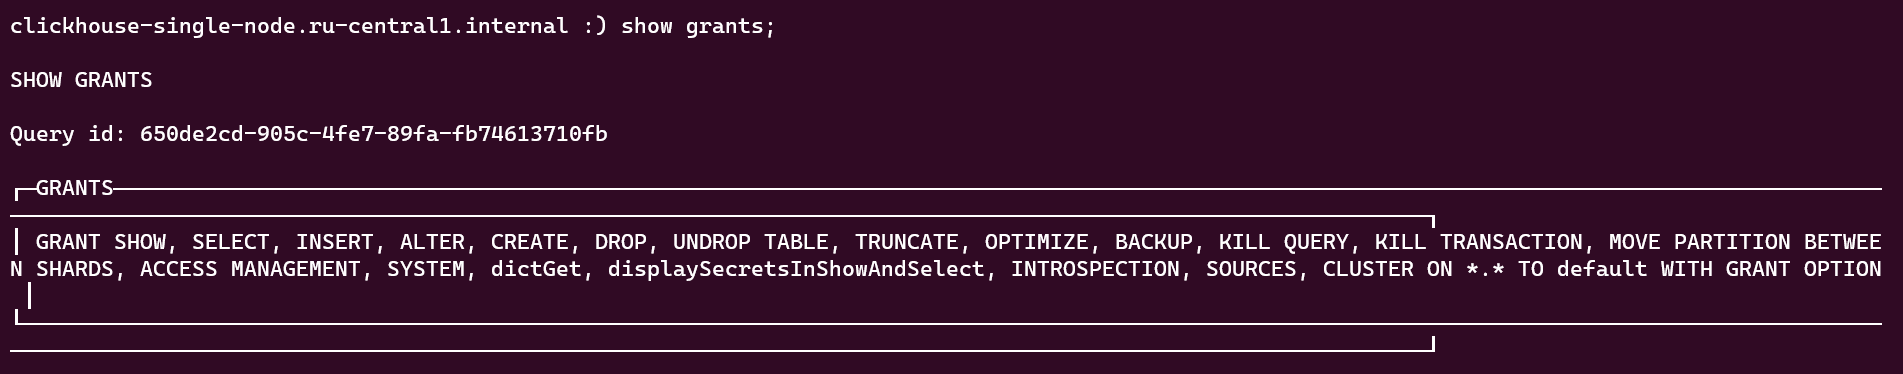 clickhouse-single-node.ru-central1.internal :) show grants;
SHOW GRANTS
Query id: 650de2cd-905c-4fe7-89fa-fb74613710fb
GRANTS
GRANT SHOW, SELECT, INSERT, ALTER, CREATE, DROP, UNDROP TABLE, TRUNCATE, OPTIMIZE, BACKUP, KILL QUERY, KILL TRANSACTION, MOVE PARTITION BETWEE
N SHARDS, ACCESS MANAGEMENT, SYSTEM, dictGet, displaySecretsInShowAndSelect, INTROSPECTION, SOURCES, CLUSTER ON *.* TO default WITH GRANT OPTION